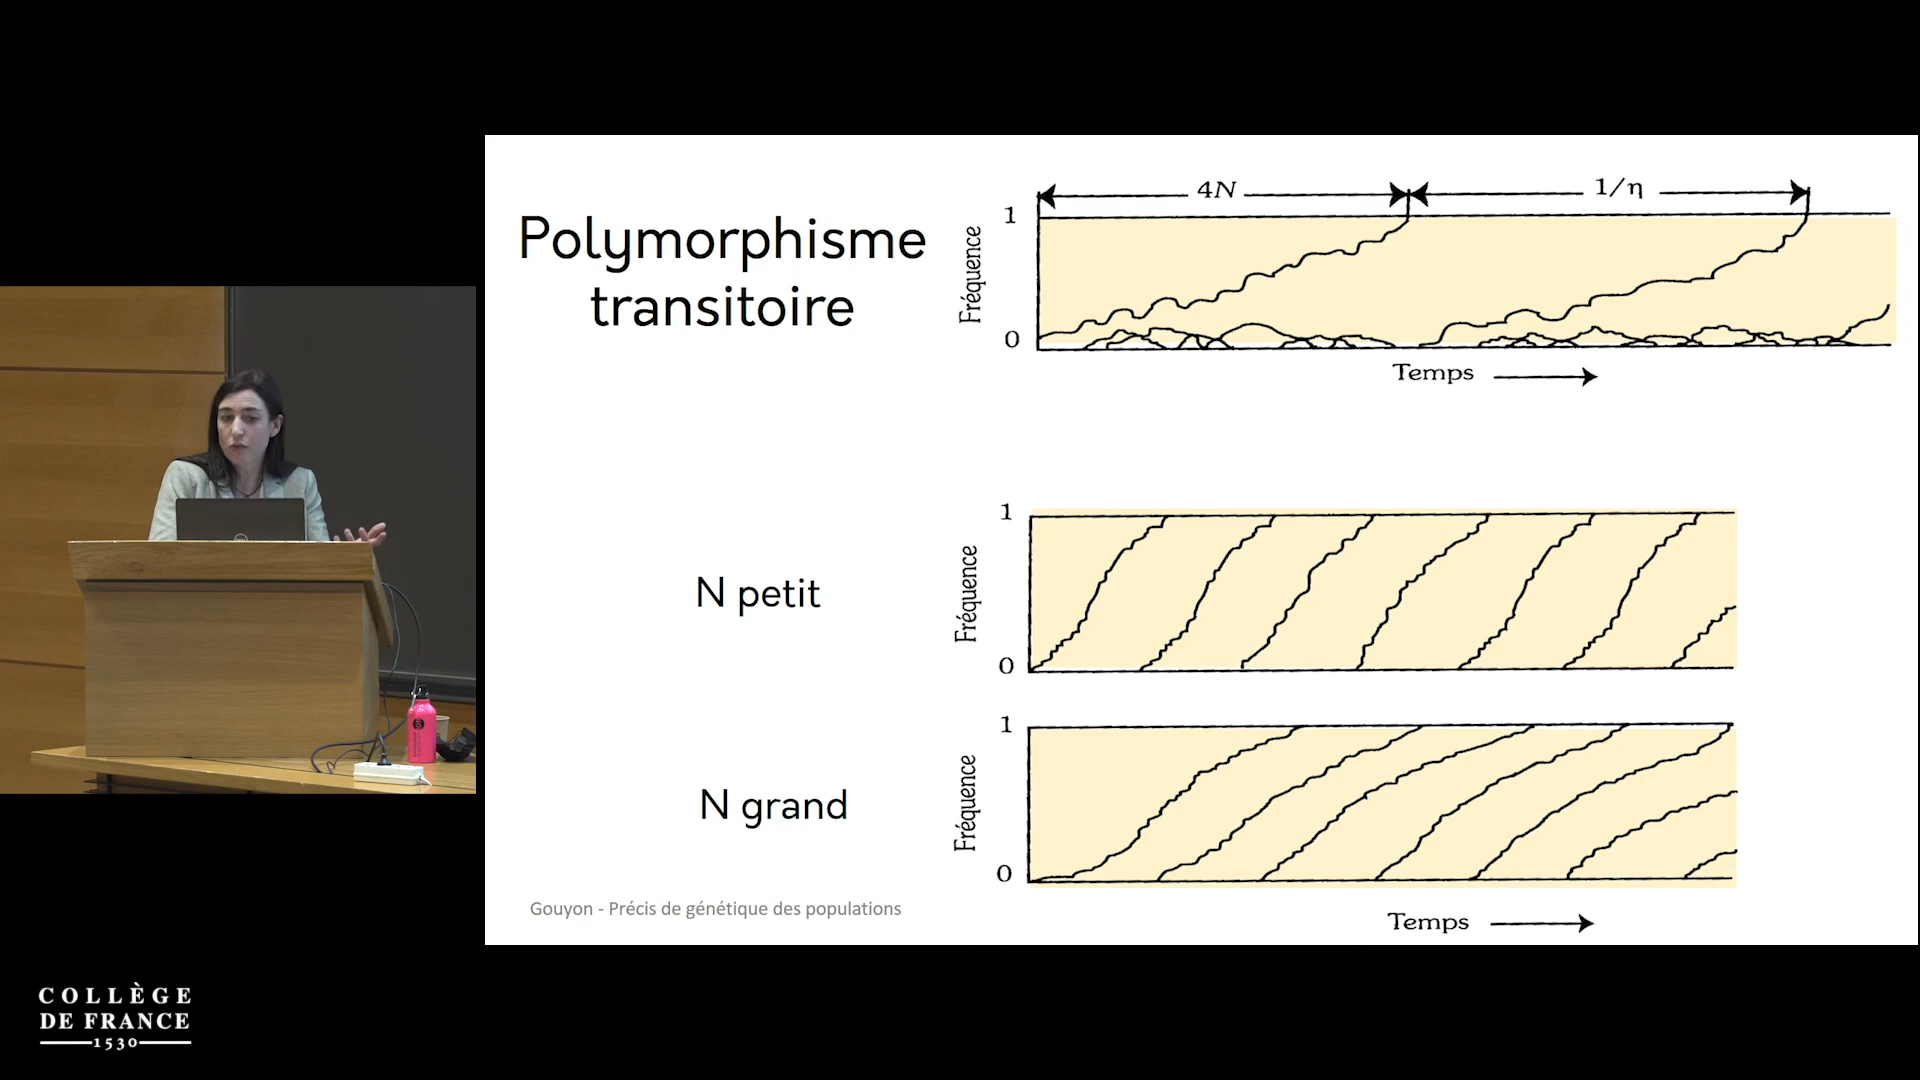 Polymorphisme
transitoire
4N
1/η
1
Fréquence
0
Temps
N petit
1
Fréquence
0
N grand
1
Fréquence
0
Temps
Gouyon - Précis de génétique des populations
COLLÈGE
DE FRANCE
1530